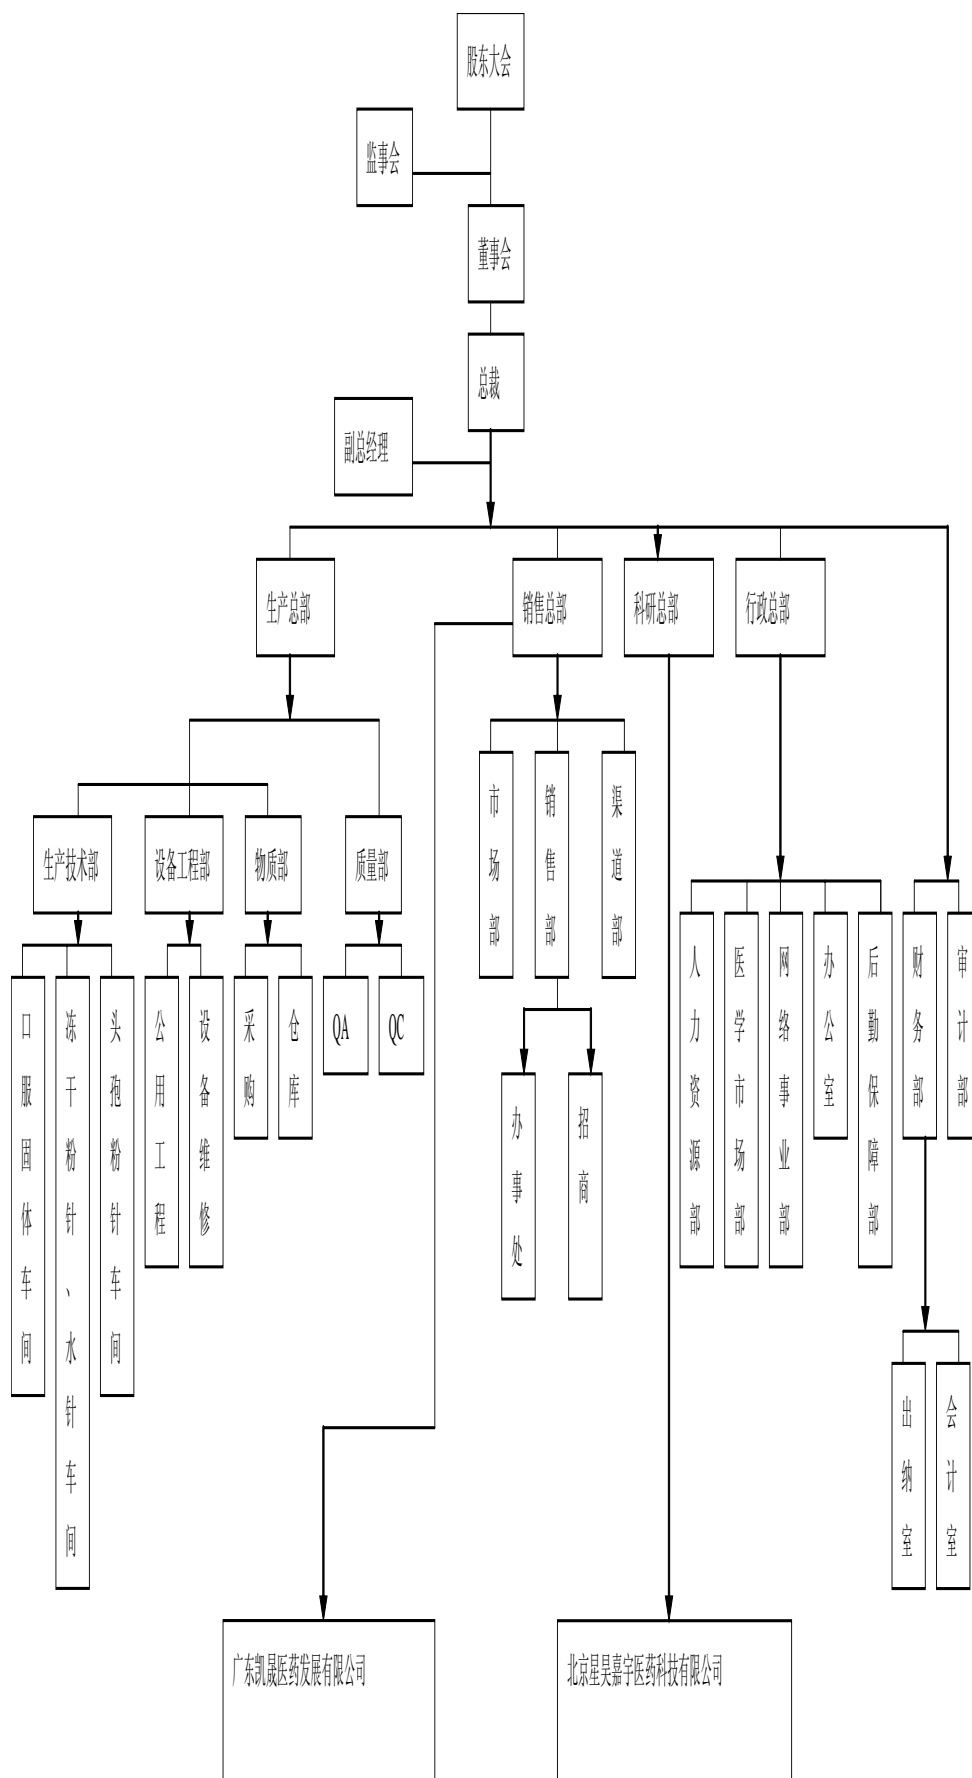 股东大会
监事会
董事会
总裁
副总经理
生产总部
销售总部
科研总部
行政总部
市场部
销售部
渠道部
生产技术部
设备工程部
物质部
质量部
人力资源部
医学市场部
网络事业部
办公室
后勤保障部
财务部
审计部
口服固体车间
冻干粉针、水针车间
头孢粉针车间
公用工程
设备维修
采购
仓库
QA
QC
办事处
招商
出纳室
会计室
广东凯晟医药发展有限公司
北京星昊嘉宇医药科技有限公司